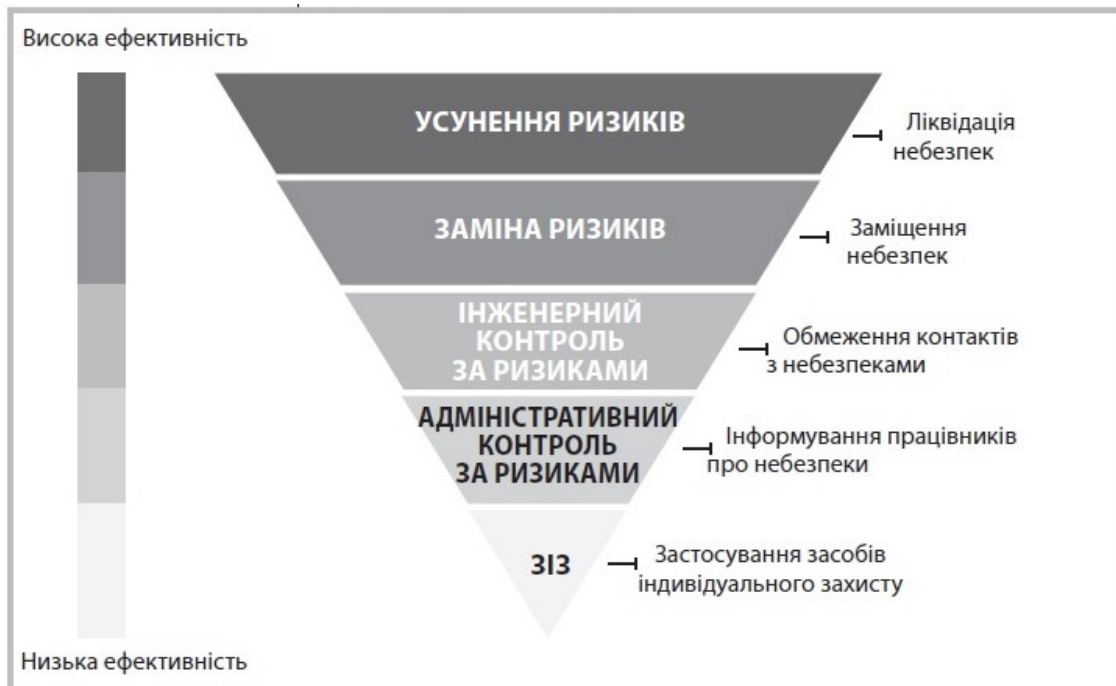 Висока ефективність
УСУНЕННЯ РИЗИКІВ
Ліквідація
небезпек
ЗАМІНА РИЗИКІВ
Заміщення
небезпек
ІНЖЕНЕРНИЙ
КОНТРОЛЬ
ЗА РИЗИКАМИ
Обмеження контактів
з небезпеками
АДМІНІСТРАТИВНИЙ
КОНТРОЛЬ
ЗА РИЗИКАМИ
Інформування працівників
про небезпеки
ЗІЗ
Застосування засобів
індивідуального захисту
Низька ефективність